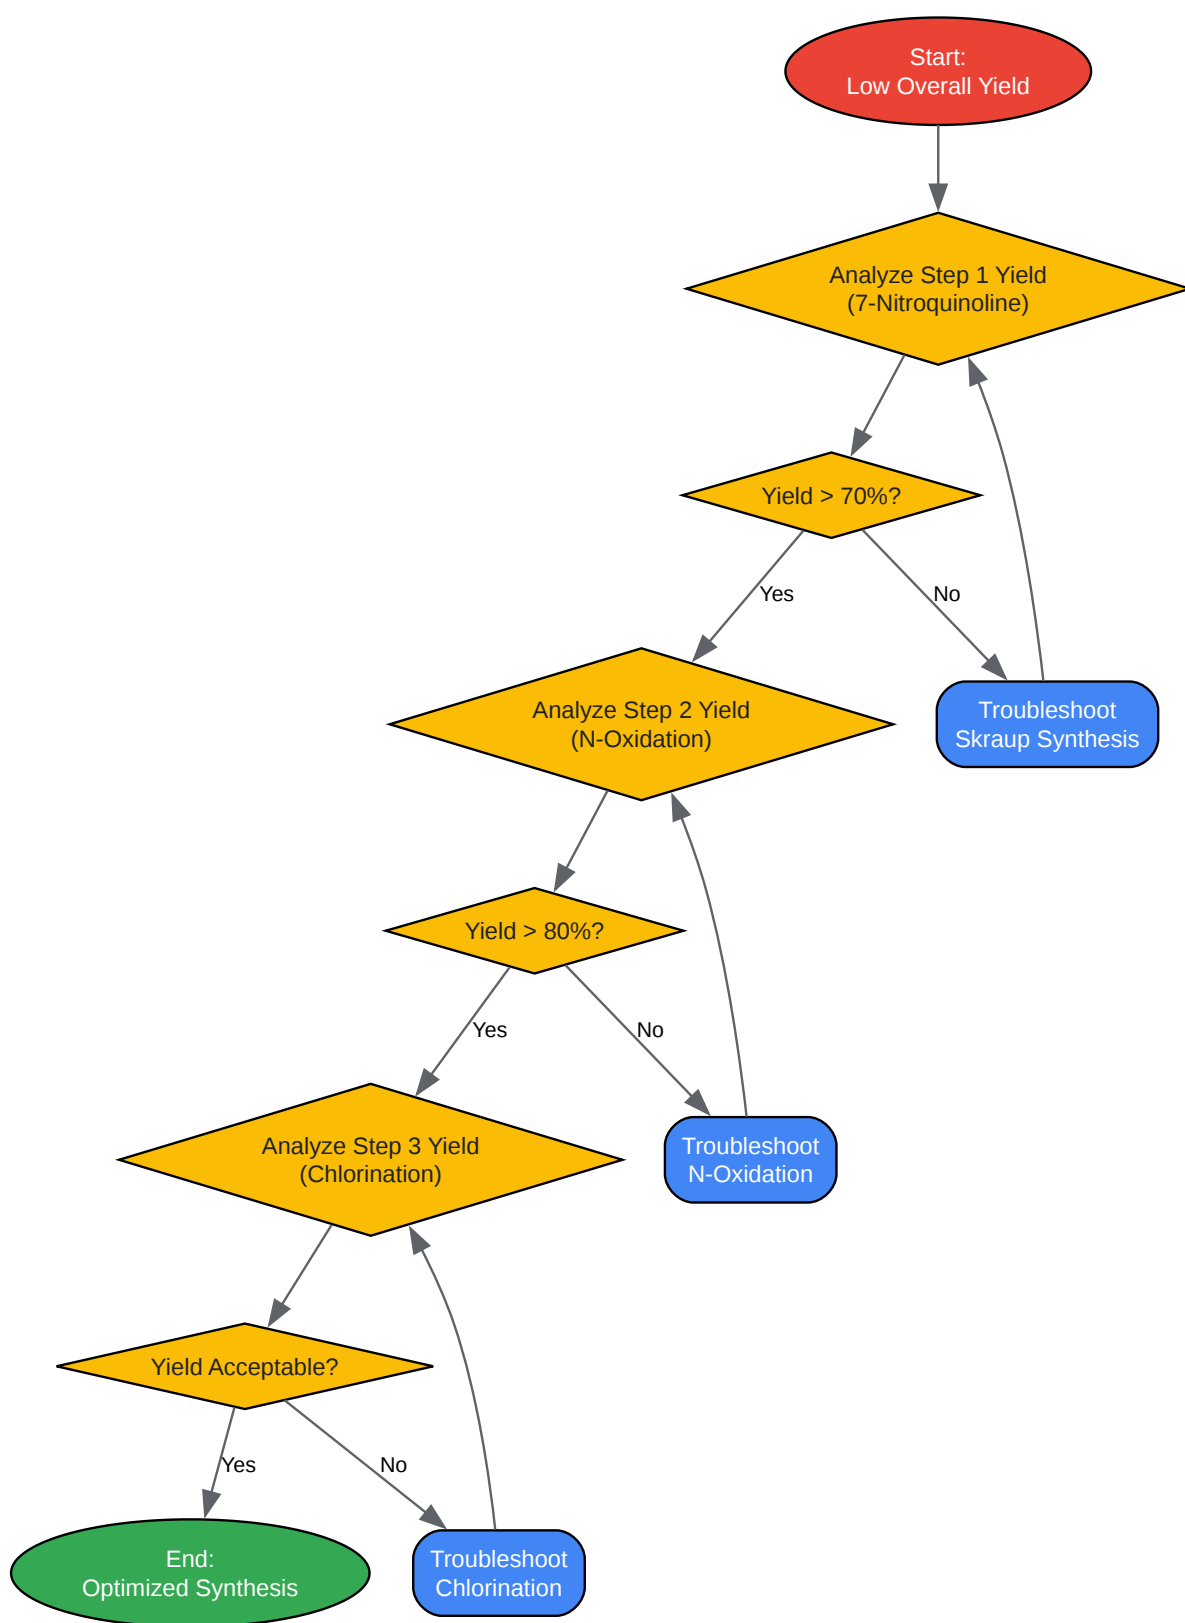 Start:
Low Overall Yield
Analyze Step 1 Yield
(7-Nitroquinoline)
Yield > 70%?
Yes
No
Analyze Step 2 Yield
(N-Oxidation)
Troubleshoot
Skraup Synthesis
Yield > 80%?
Yes
No
Analyze Step 3 Yield
(Chlorination)
Troubleshoot
N-Oxidation
Yield Acceptable?
Yes
No
End:
Optimized Synthesis
Troubleshoot
Chlorination